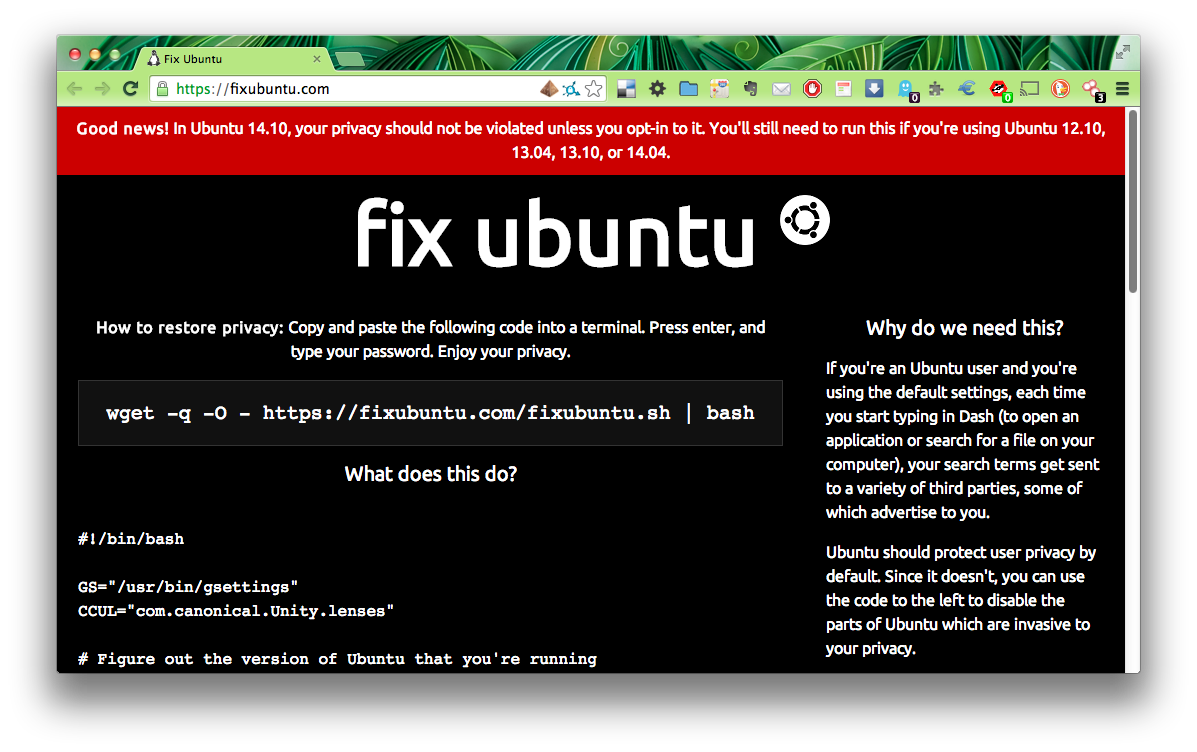 Fix Ubuntu
https://fixubuntu.com
0
0
3
Good news! In Ubuntu 14.10, your privacy should not be violated unless you opt-in to it. You'll still need to run this if you're using Ubuntu 12.10,
13.04, 13.10, or 14.04.
fix ubuntu
How to restore privacy: Copy and paste the following code into a terminal. Press enter, and
type your password. Enjoy your privacy.
wget -q -O - https://fixubuntu.com/fixubuntu.sh | bash
What does this do?
#!/bin/bash
GS="/usr/bin/gsettings"
CCUL="com.canonical.Unity.lenses"
# Figure out the version of Ubuntu that you're running
Why do we need this?
If you're an Ubuntu user and you're
using the default settings, each time
you start typing in Dash (to open an
application or search for a file on your
computer), your search terms get sent
to a variety of third parties, some of
which advertise to you.
Ubuntu should protect user privacy by
default. Since it doesn't, you can use
the code to the left to disable the
parts of Ubuntu which are invasive to
your privacy.